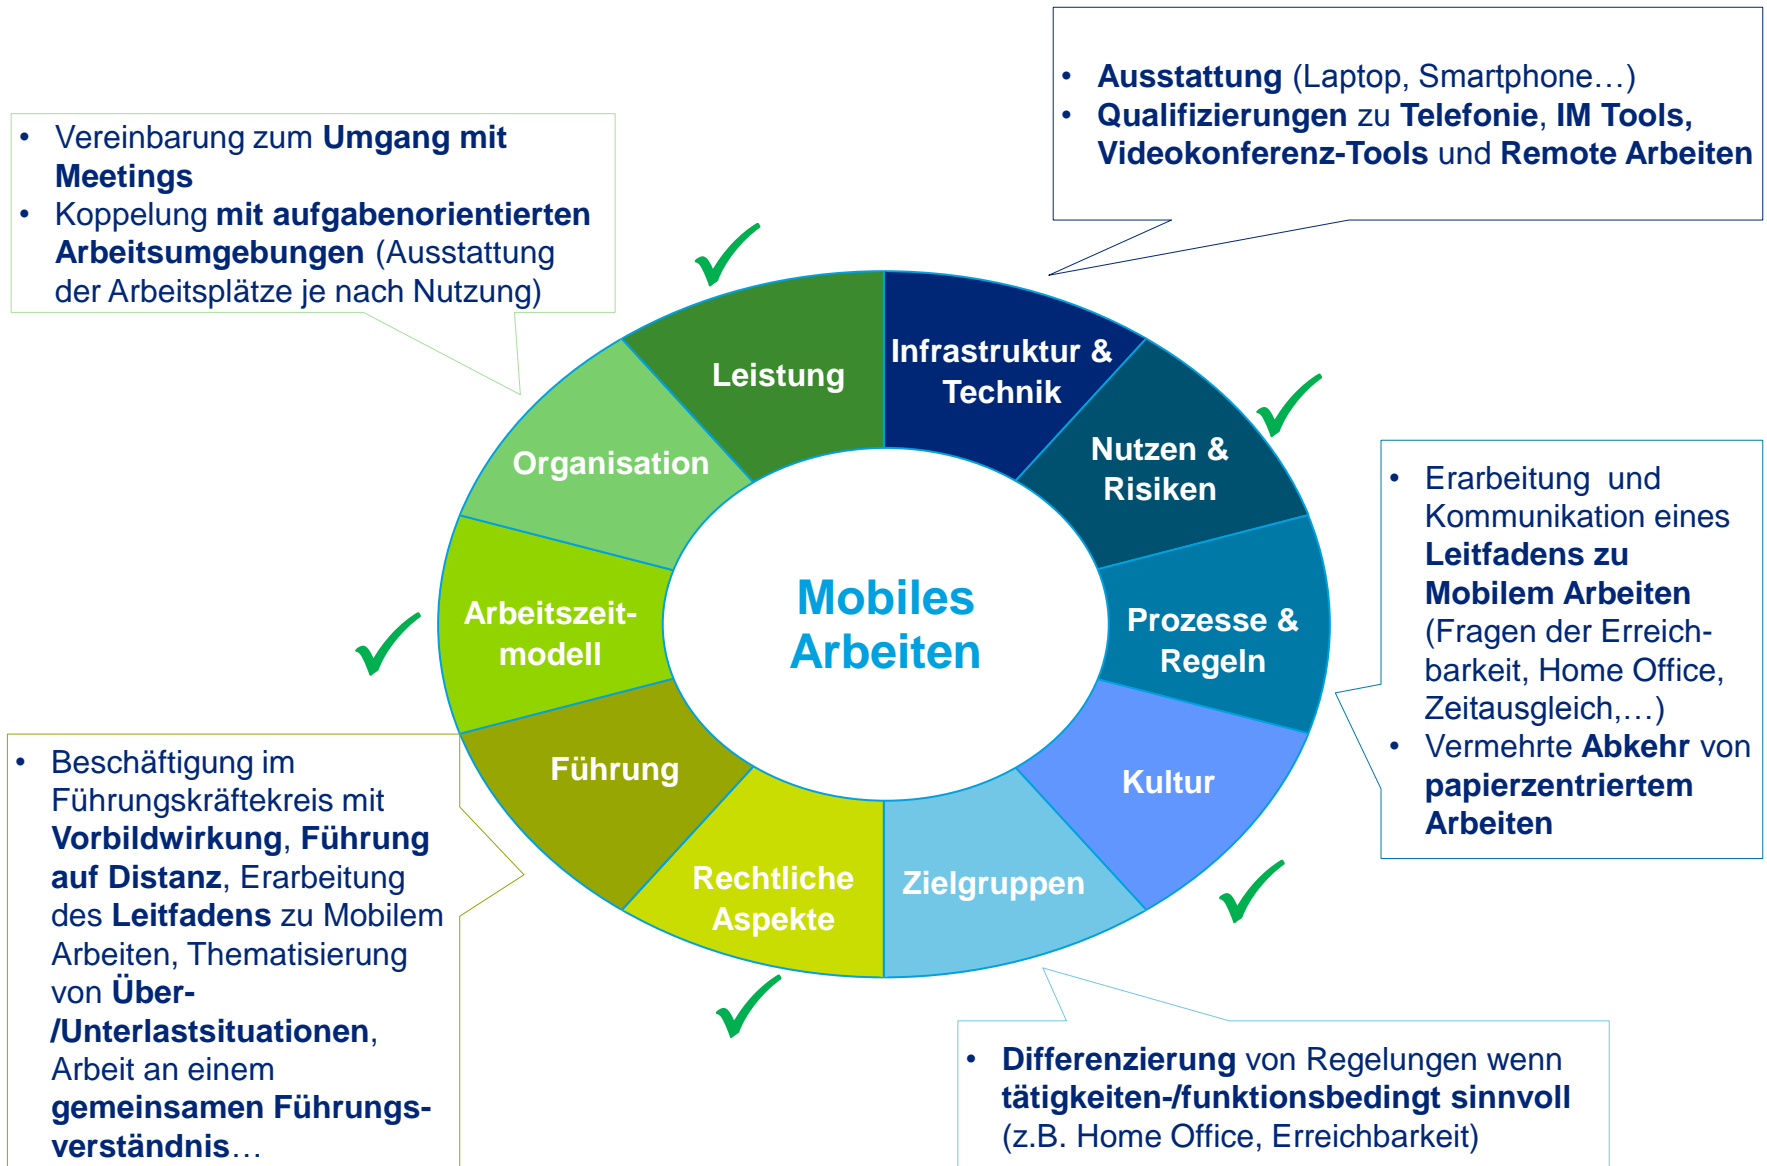 • Ausstattung (Laptop, Smartphone…)
• Qualifizierungen zu Telefonie, IM Tools,
Videokonferenz-Tools und Remote Arbeiten
• Vereinbarung zum Umgang mit
Meetings
• Koppelung mit aufgabenorientierten
Arbeitsumgebungen (Ausstattung
der Arbeitsplätze je nach Nutzung)
Leistung
Infrastruktur &
Technik
Organisation
Nutzen &
Risiken
Arbeitszeit-
modell
Mobiles
Arbeiten
Prozesse &
Regeln
Führung
Kultur
Rechtliche
Aspekte
Zielgruppen
• Erarbeitung und
Kommunikation eines
Leitfadens zu
Mobilem Arbeiten
(Fragen der Erreich-
barkeit, Home Office,
Zeitausgleich,…)
• Vermehrte Abkehr von
papierzentriertem
Arbeiten
• Beschäftigung im
Führungskräftekreis mit
Vorbildwirkung, Führung
auf Distanz, Erarbeitung
des Leitfadens zu Mobilem
Arbeiten, Thematisierung
von Über-
/Unterlastsituationen,
Arbeit an einem
gemeinsamen Führungs-
verständnis…
• Differenzierung von Regelungen wenn
tätigkeiten-/funktionsbedingt sinnvoll
(z.B. Home Office, Erreichbarkeit)